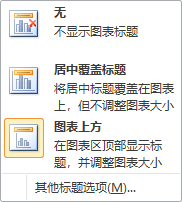 无
不显示图表标题
居中覆盖标题
将居中标题覆盖在图表
上，但不调整图表大小
图表上方
在图表区顶部显示标
题，并调整图表大小
其他标题选项(M)...